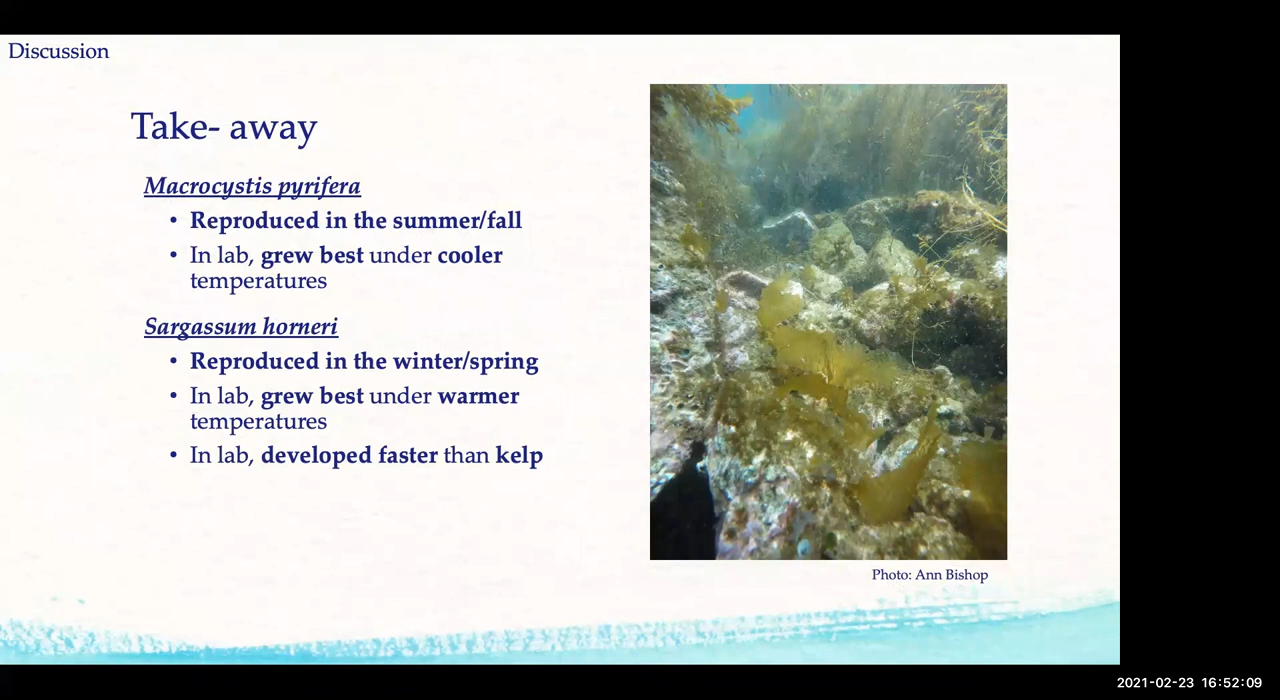 Discussion
Take- away
Macrocystis pyrifera
• Reproduced in the summer/fall
• In lab, grew best under cooler
temperatures
Sargassum horneri
• Reproduced in the winter/spring
• In lab, grew best under warmer
temperatures
• In lab, developed faster than kelp
Photo: Ann Bishop
2021-02-23 16:52:09